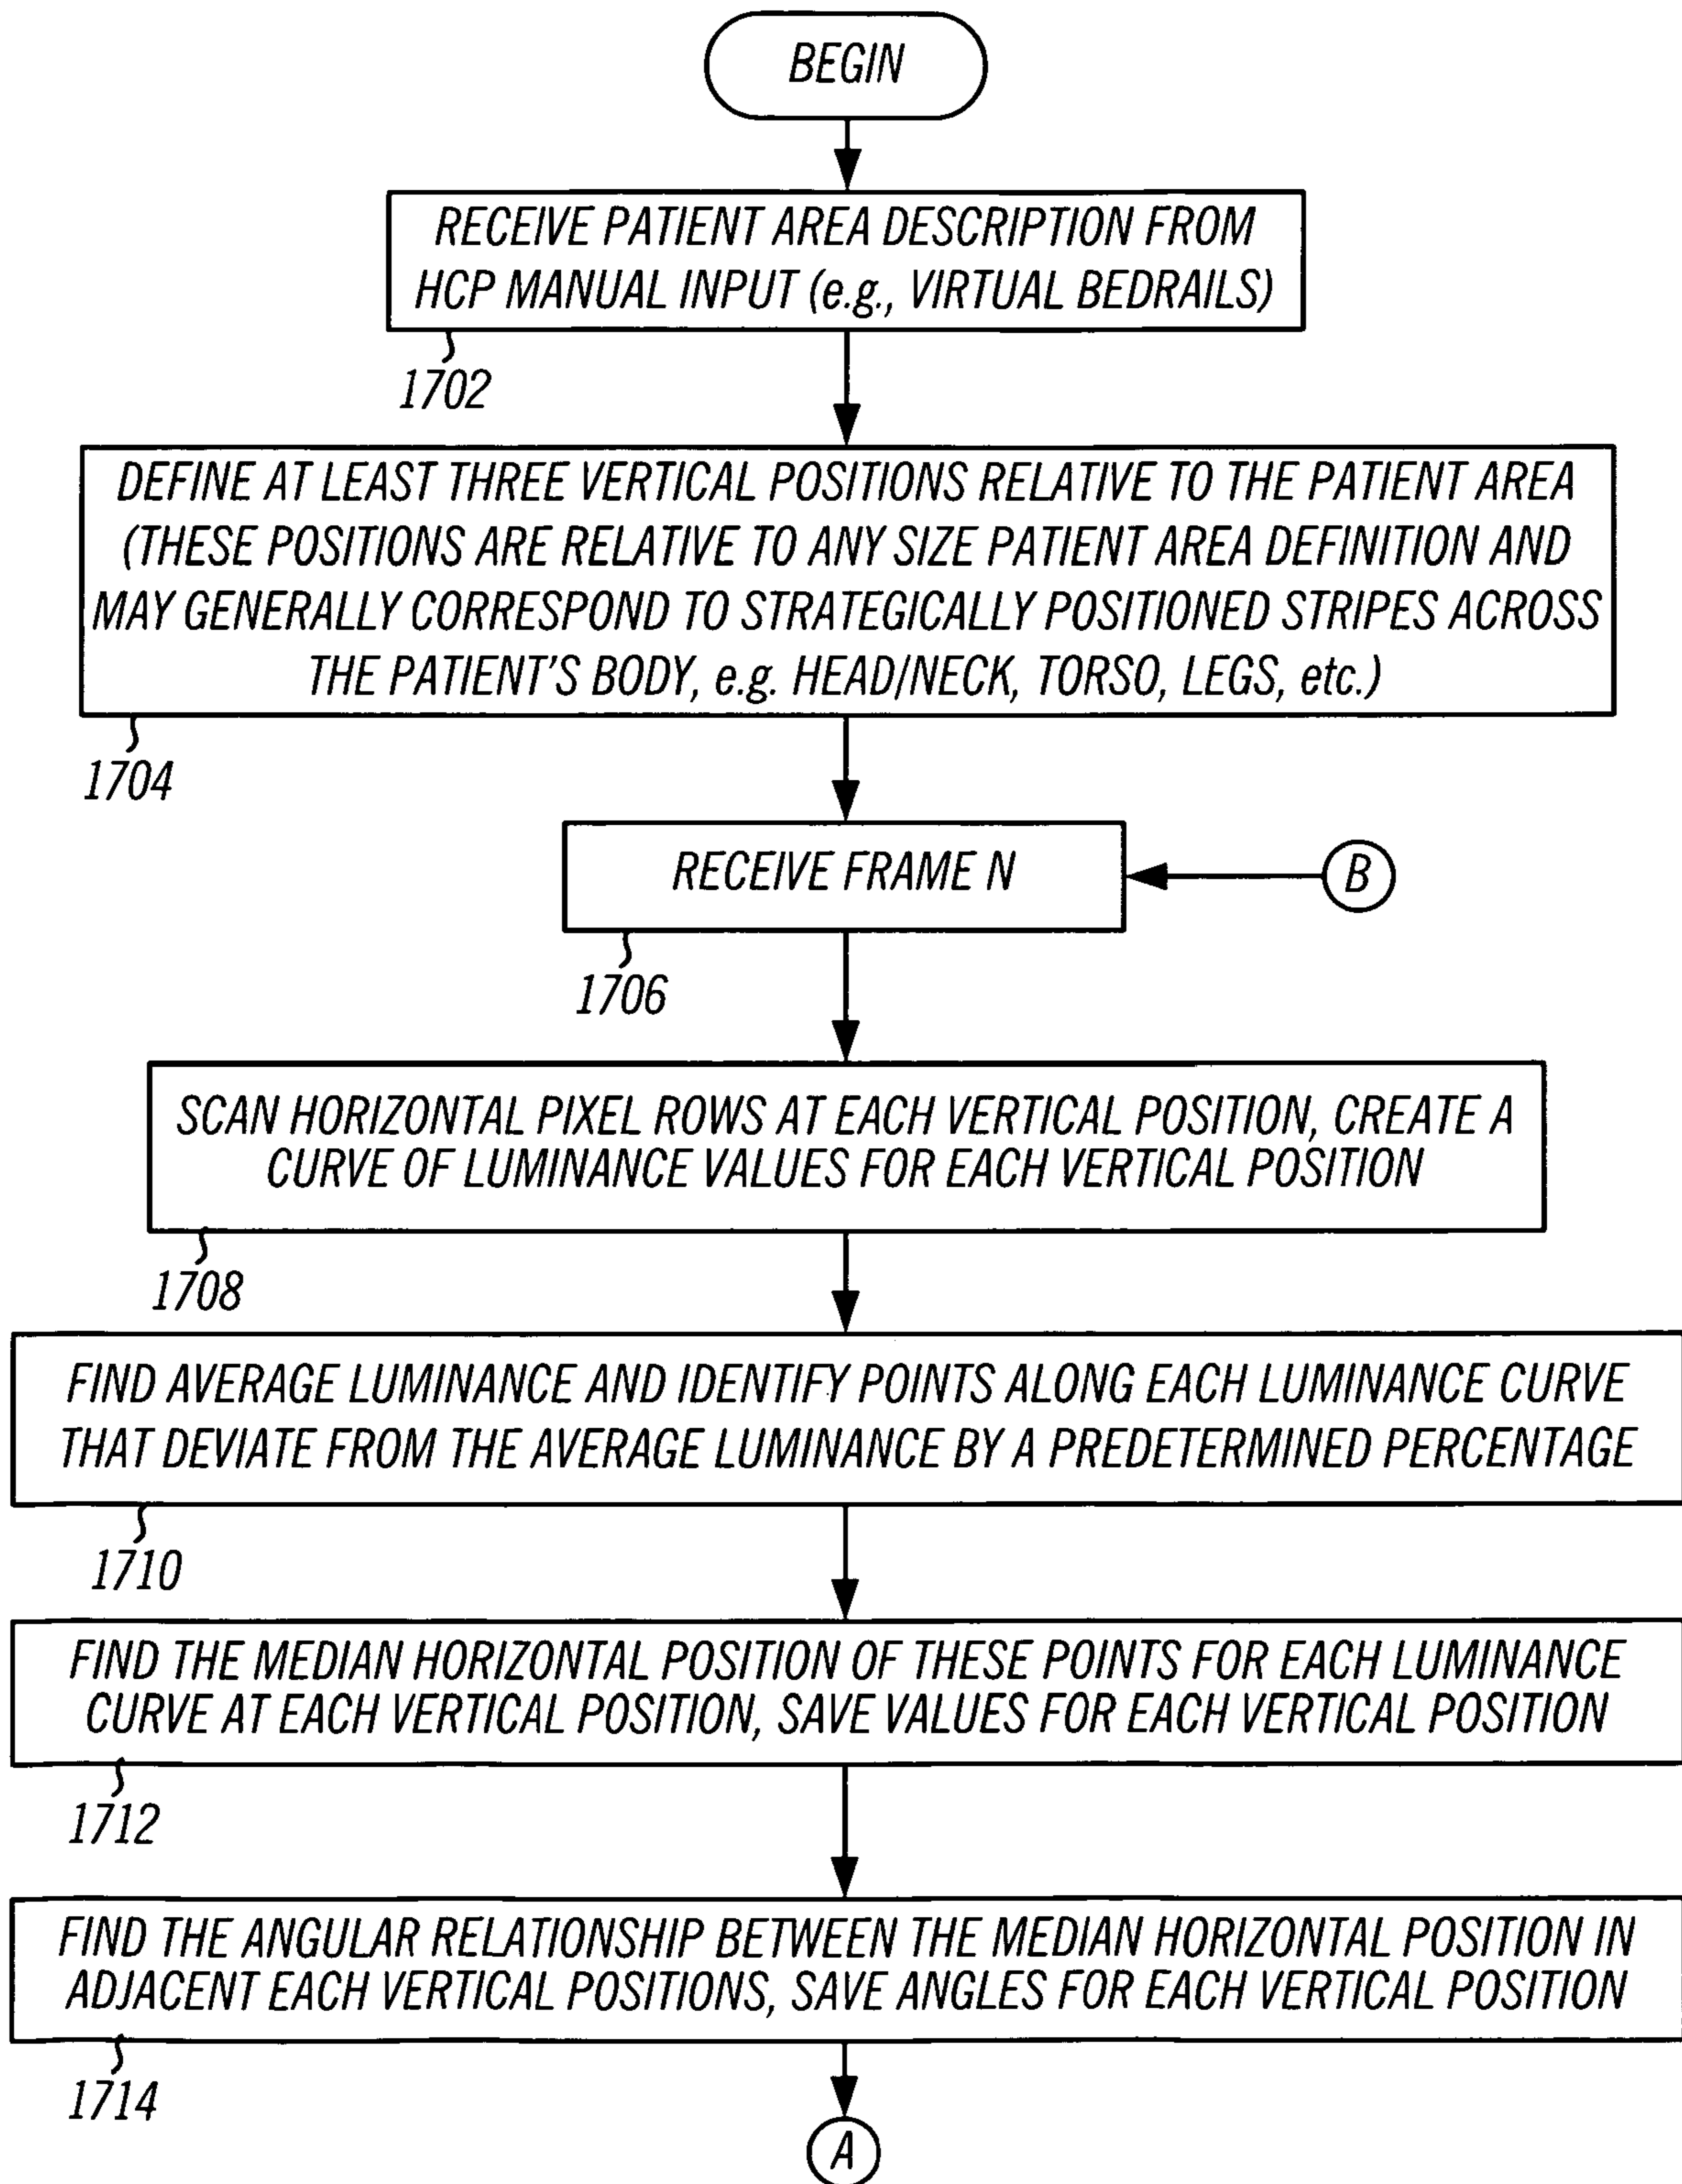 BEGIN
RECEIVE PATIENT AREA DESCRIPTION FROM
HCP MANUAL INPUT (e.g., VIRTUAL BEDRAILS)
1702
DEFINE AT LEAST THREE VERTICAL POSITIONS RELATIVE TO THE PATIENT AREA
(THESE POSITIONS ARE RELATIVE TO ANY SIZE PATIENT AREA DEFINITION AND
MAY GENERALLY CORRESPOND TO STRATEGICALLY POSITIONED STRIPES ACROSS
THE PATIENT'S BODY, e.g. HEAD/NECK, TORSO, LEGS, etc.)
1704
RECEIVE FRAME N
B
1706
SCAN HORIZONTAL PIXEL ROWS AT EACH VERTICAL POSITION, CREATE A
CURVE OF LUMINANCE VALUES FOR EACH VERTICAL POSITION
1708
FIND AVERAGE LUMINANCE AND IDENTIFY POINTS ALONG EACH LUMINANCE CURVE
THAT DEVIATE FROM THE AVERAGE LUMINANCE BY A PREDETERMINED PERCENTAGE
1710
FIND THE MEDIAN HORIZONTAL POSITION OF THESE POINTS FOR EACH LUMINANCE
CURVE AT EACH VERTICAL POSITION, SAVE VALUES FOR EACH VERTICAL POSITION
1712
FIND THE ANGULAR RELATIONSHIP BETWEEN THE MEDIAN HORIZONTAL POSITION IN
ADJACENT EACH VERTICAL POSITIONS, SAVE ANGLES FOR EACH VERTICAL POSITION
1714
A